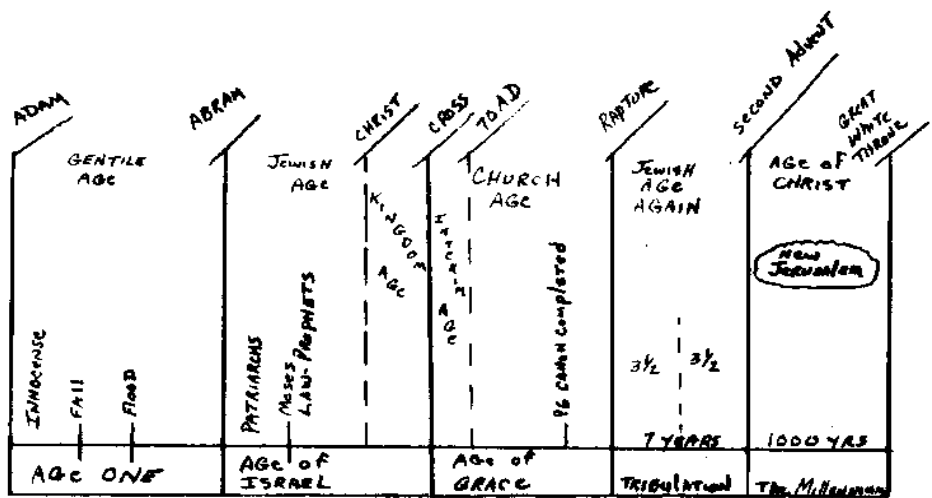 ADAM
ABRAM
CHRIST
CROSS
70 AD
RAPTURE
SECOND ADVENT
GREAT
WHITE
THRONE
GENTILE
AGE
JEWISH
AGE
KINGDOM
AGE
INTERIM
AGE
CHURCH
AGE
JEWISH
AGE
AGAIN
AGE of
CHRIST
NEW
JERUSALEM
INNOCENSE
FALL
FLOOD
PATRIARCHS
MOSES
LAW-PROPHETS
96 CANON COMPLETED
3½
3½
7 YEARS
1000 YRS
AGE ONE
AGE OF
ISRAEL
AGE OF
GRACE
TRIBULATION
The